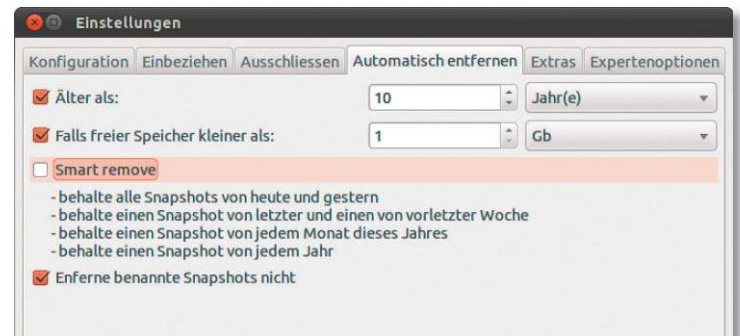 Einstellungen
Konfiguration Einbeziehen Ausschliessen Automatisch entfernen Extras Expertenoptionen
Älter als: 10 Jahr(e)
Falls freier Speicher kleiner als: 1 Gb
Smart remove
- behalte alle Snapshots von heute und gestern
- behalte einen Snapshot von letzter und einen von vorletzter Woche
- behalte einen Snapshot von jedem Monat dieses Jahres
- behalte einen Snapshot von jedem Jahr
Enferne benannte Snapshots nicht